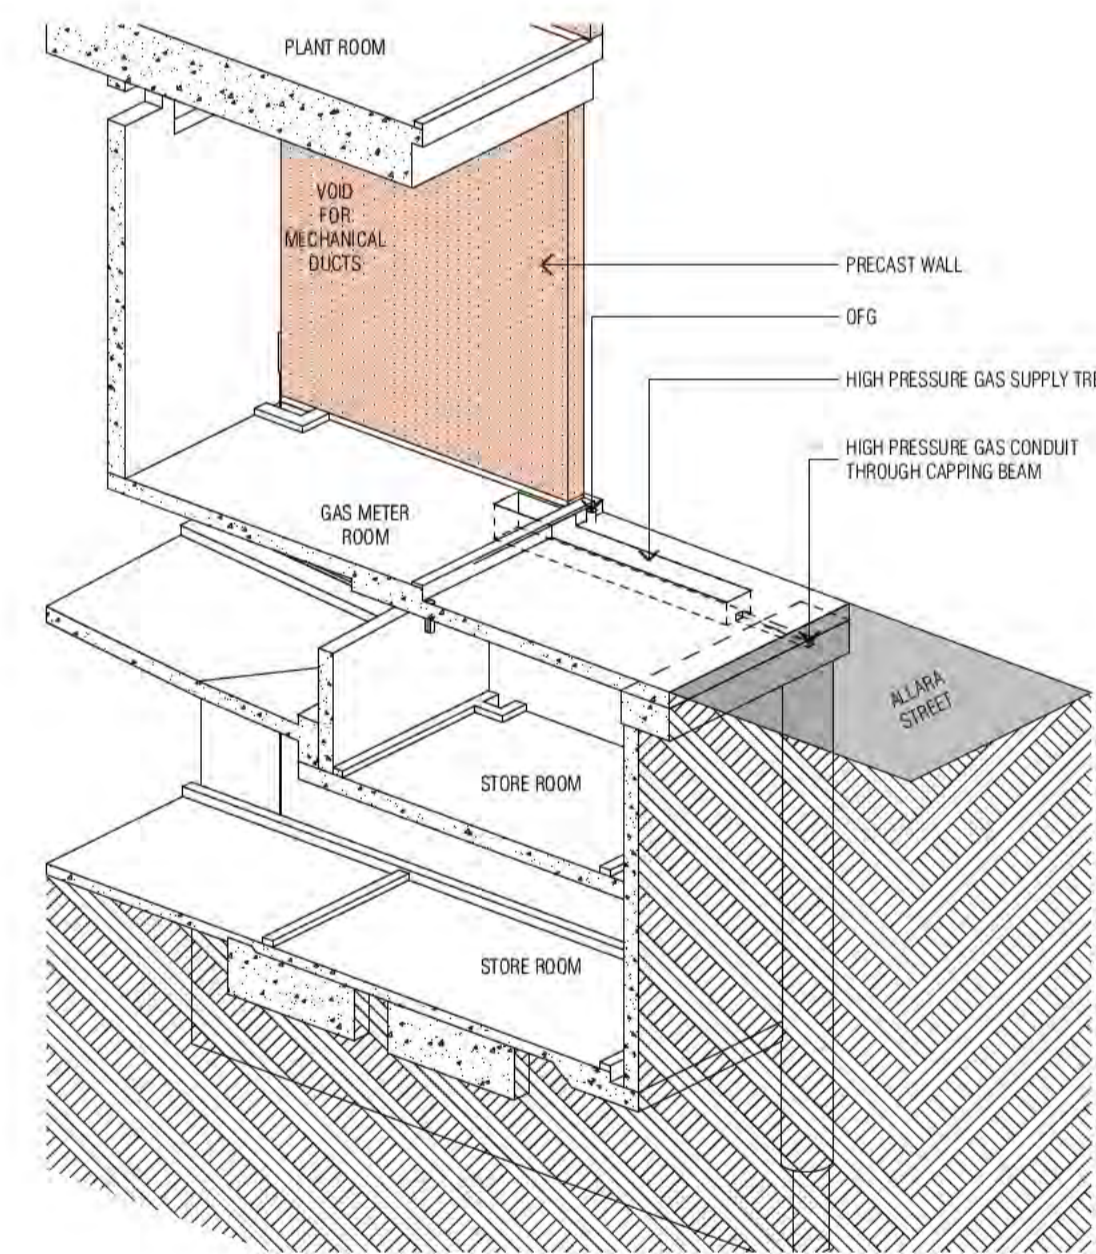 PLANT ROOM
VOID
FOR
MECHANICAL
DUCTS
PRECAST WALL
OFG
HIGH PRESSURE GAS SUPPLY TRE
HIGH PRESSURE GAS CONDUIT
THROUGH CAPPING BEAM
GAS METER
ROOM
ALLARA
STREET
STORE ROOM
STORE ROOM